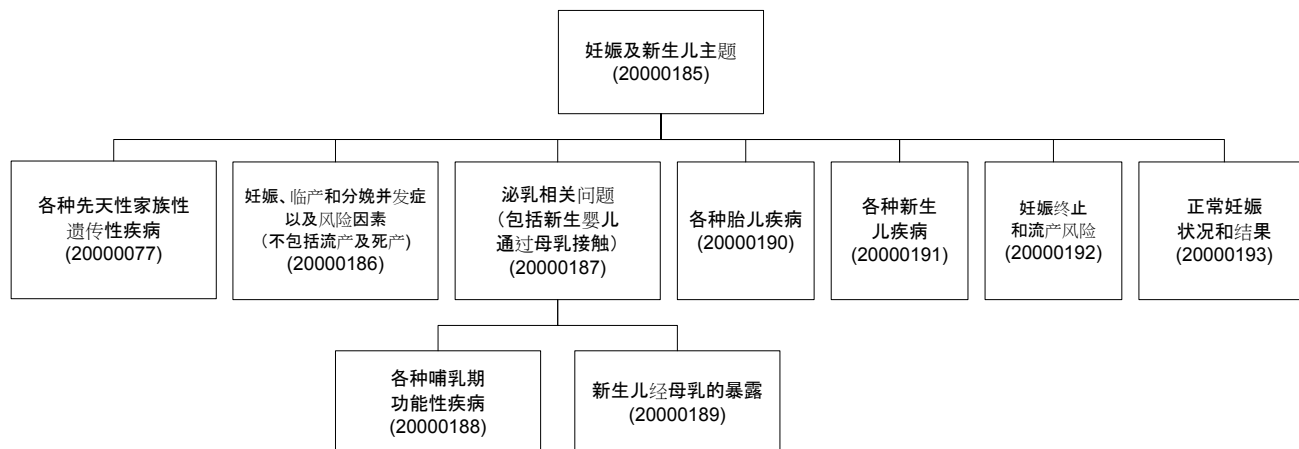 妊娠及新生儿主题
(20000185)
各种先天性家族性
遗传性疾病
(20000077)
妊娠、临产和分娩并发症
以及风险因素
（不包括流产及死产）
(20000186)
泌乳相关问题
（包括新生婴儿
通过母乳接触）
(20000187)
各种胎儿疾病
(20000190)
各种新生
儿疾病
(20000191)
妊娠终止
和流产风险
(20000192)
正常妊娠
状况和结果
(20000193)
各种哺乳期
功能性疾病
(20000188)
新生儿经母乳的暴露
(20000189)